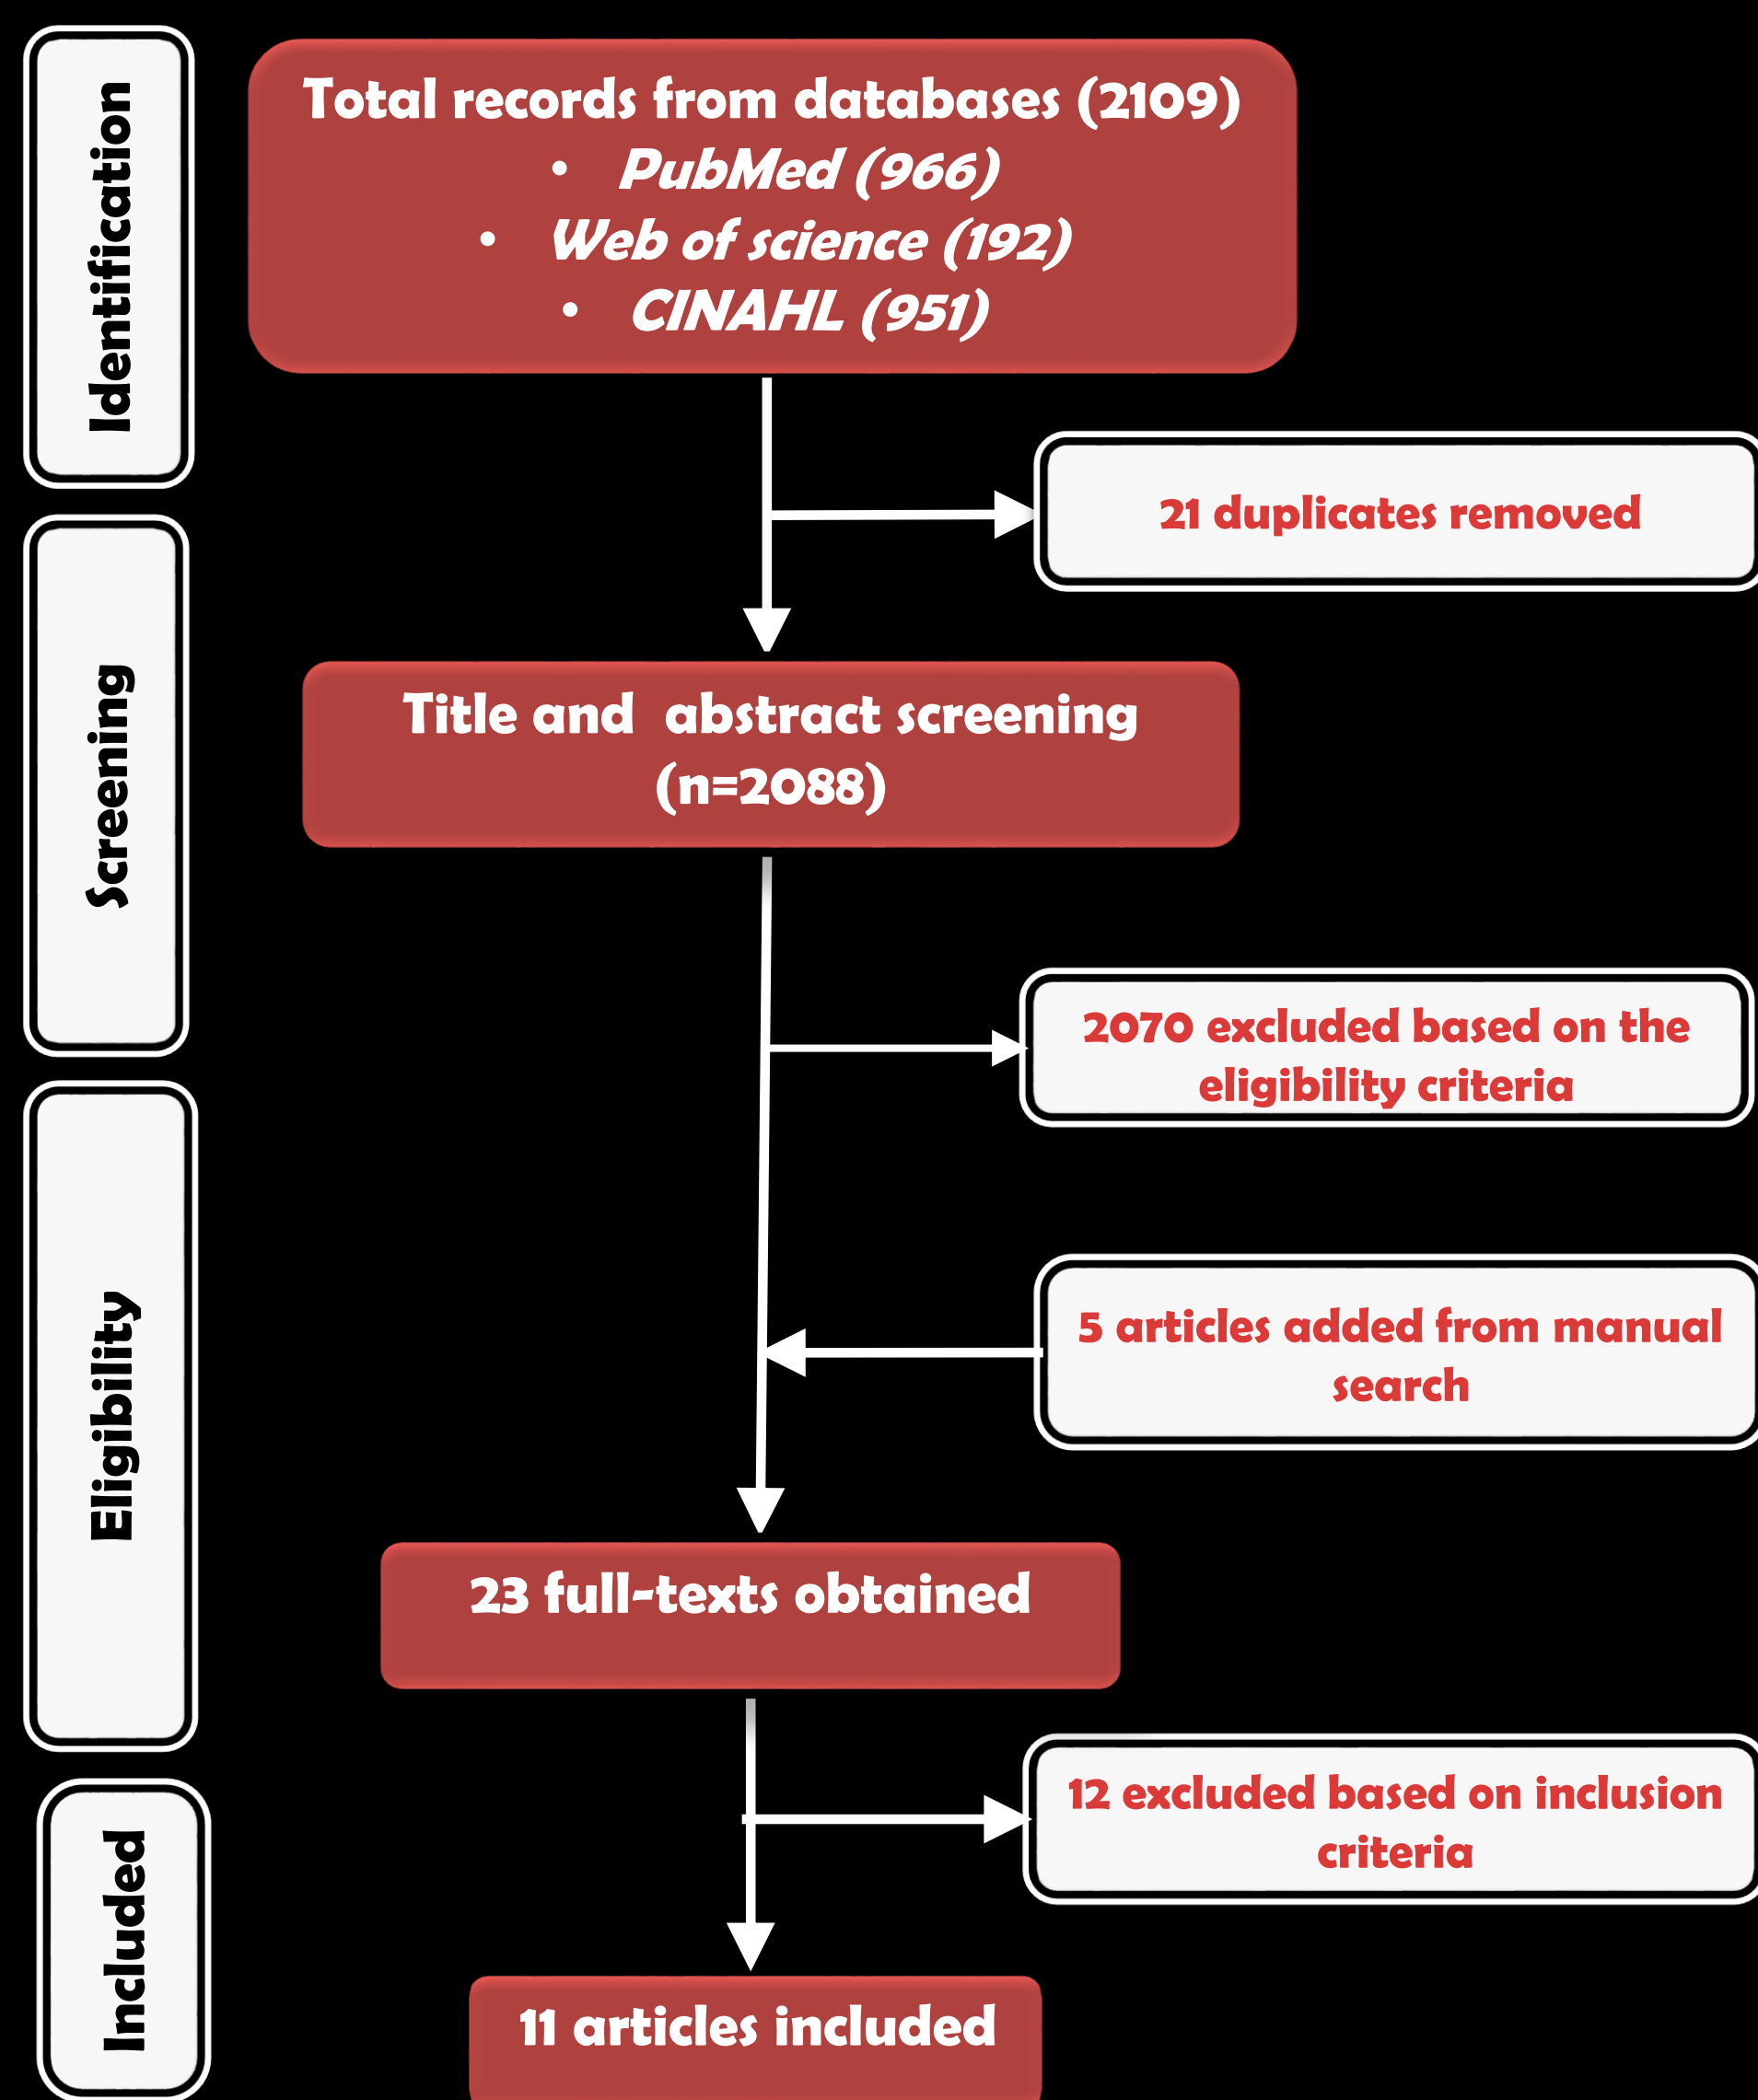 Identification
Total records from databases (2109)
• PubMed (966)
• Web of science (192)
• CINAHL (951)
21 duplicates removed
Screening
Title and  abstract screening
(n=2088)
2070 excluded based on the
eligibility criteria
Eligibility
5 articles added from manual
search
23 full-texts obtained
12 excluded based on inclusion
criteria
Included
11 articles included